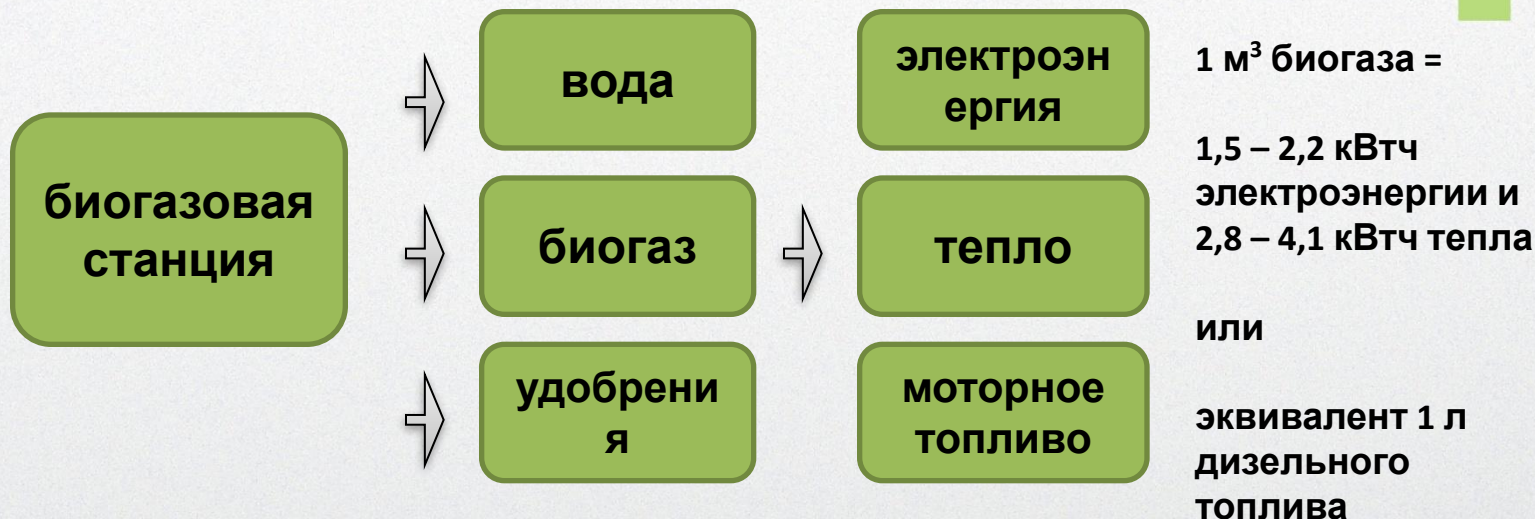 биогазовая
станция
вода
биогаз
удобрени
я
электроэн
ергия
тепло
моторное
топливо
1 м³ биогаза =
1,5 – 2,2 кВтч
электроэнергии и
2,8 – 4,1 кВтч тепла
или
эквивалент 1 л
дизельного
топлива